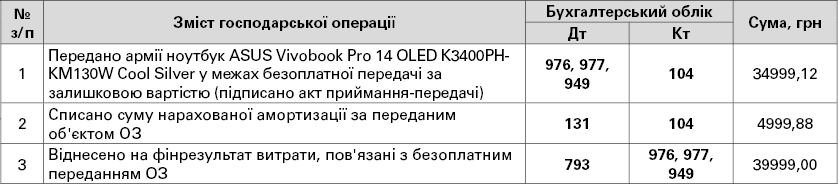 №
з/п
Зміст господарської операції
Бухгалтерський облік
Сума, грн
Дт
Кт
1
Передано армії ноутбук ASUS Vivobook Pro 14 OLED K3400PH-
KM130W Cool Silver у межах безоплатної передачі за
залишковою вартістю (підписано акт приймання-передачі)
976, 977,
949
104
34999,12
2
Списано суму нарахованої амортизації за переданим
об'єктом ОЗ
131
104
4999,88
3
Віднесено на фінрезультат витрати, пов'язані з безоплатним
переданням ОЗ
793
976, 977,
949
39999,00